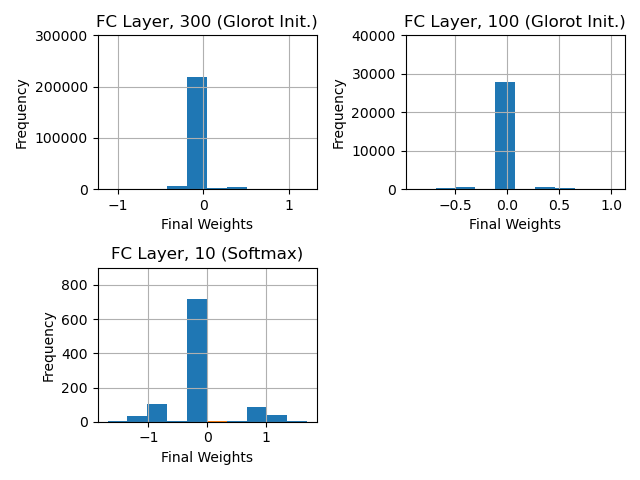 FC Layer, 300 (Glorot Init.)
300000
200000
100000
0
Frequency
−1 0 1
Final Weights
FC Layer, 100 (Glorot Init.)
40000
30000
20000
10000
0
Frequency
−0.5 0.0 0.5 1.0
Final Weights
FC Layer, 10 (Softmax)
800
600
400
200
0
Frequency
−1 0 1
Final Weights